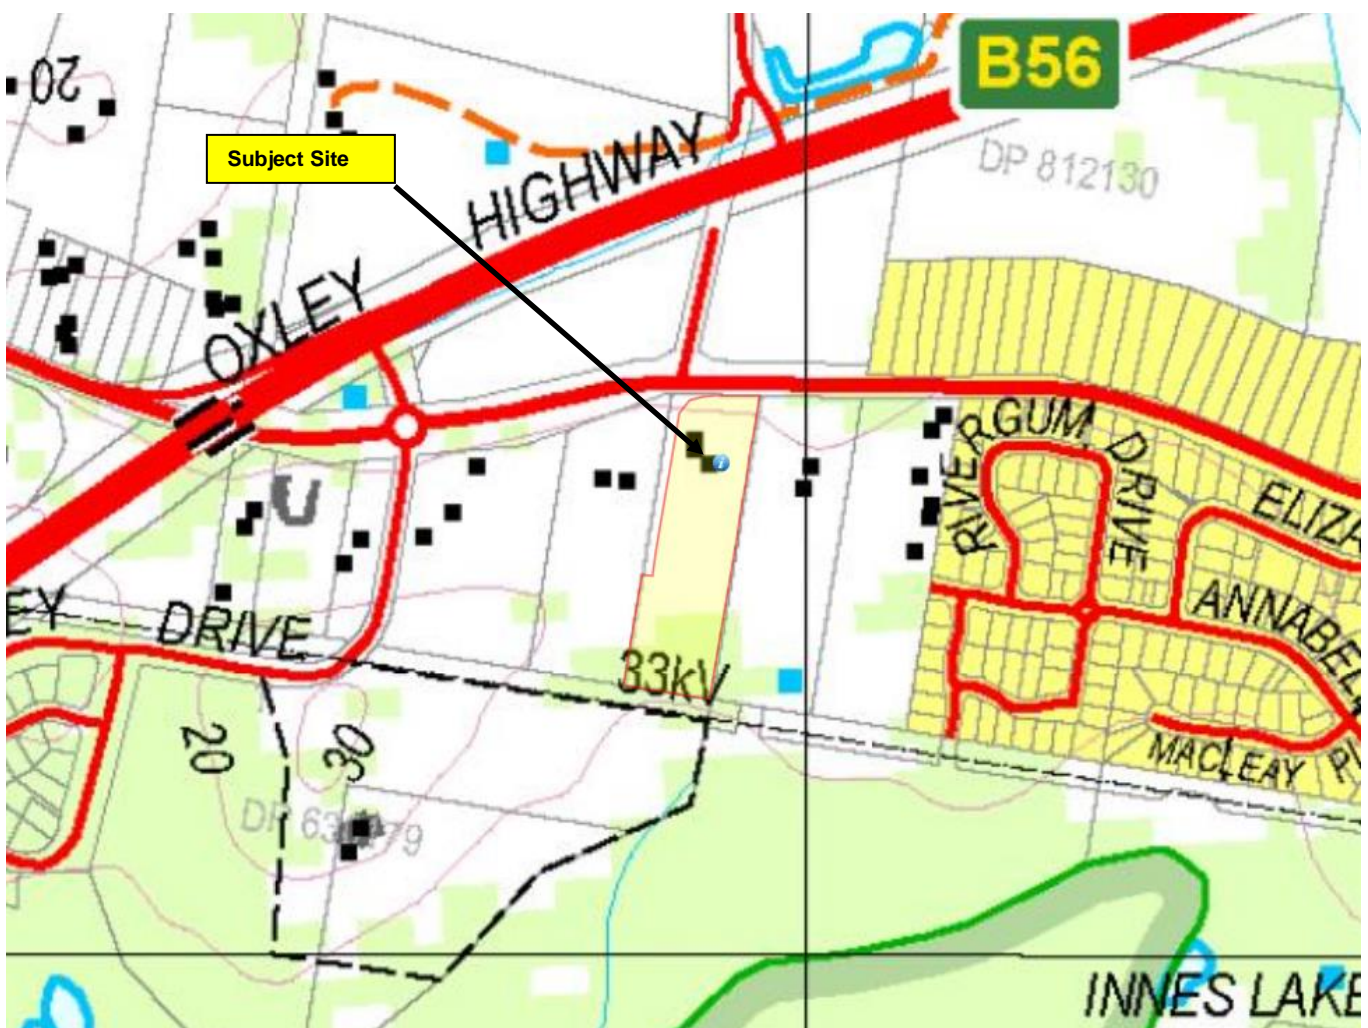 B56
20
Subject Site
HIGHWAY
DP 812130
OXLEY
RIVERGUM DRIVE
U
EY
DRIVE
33kV
ANNABEL
20
30
MACLEAY
DP
INNES LAKE